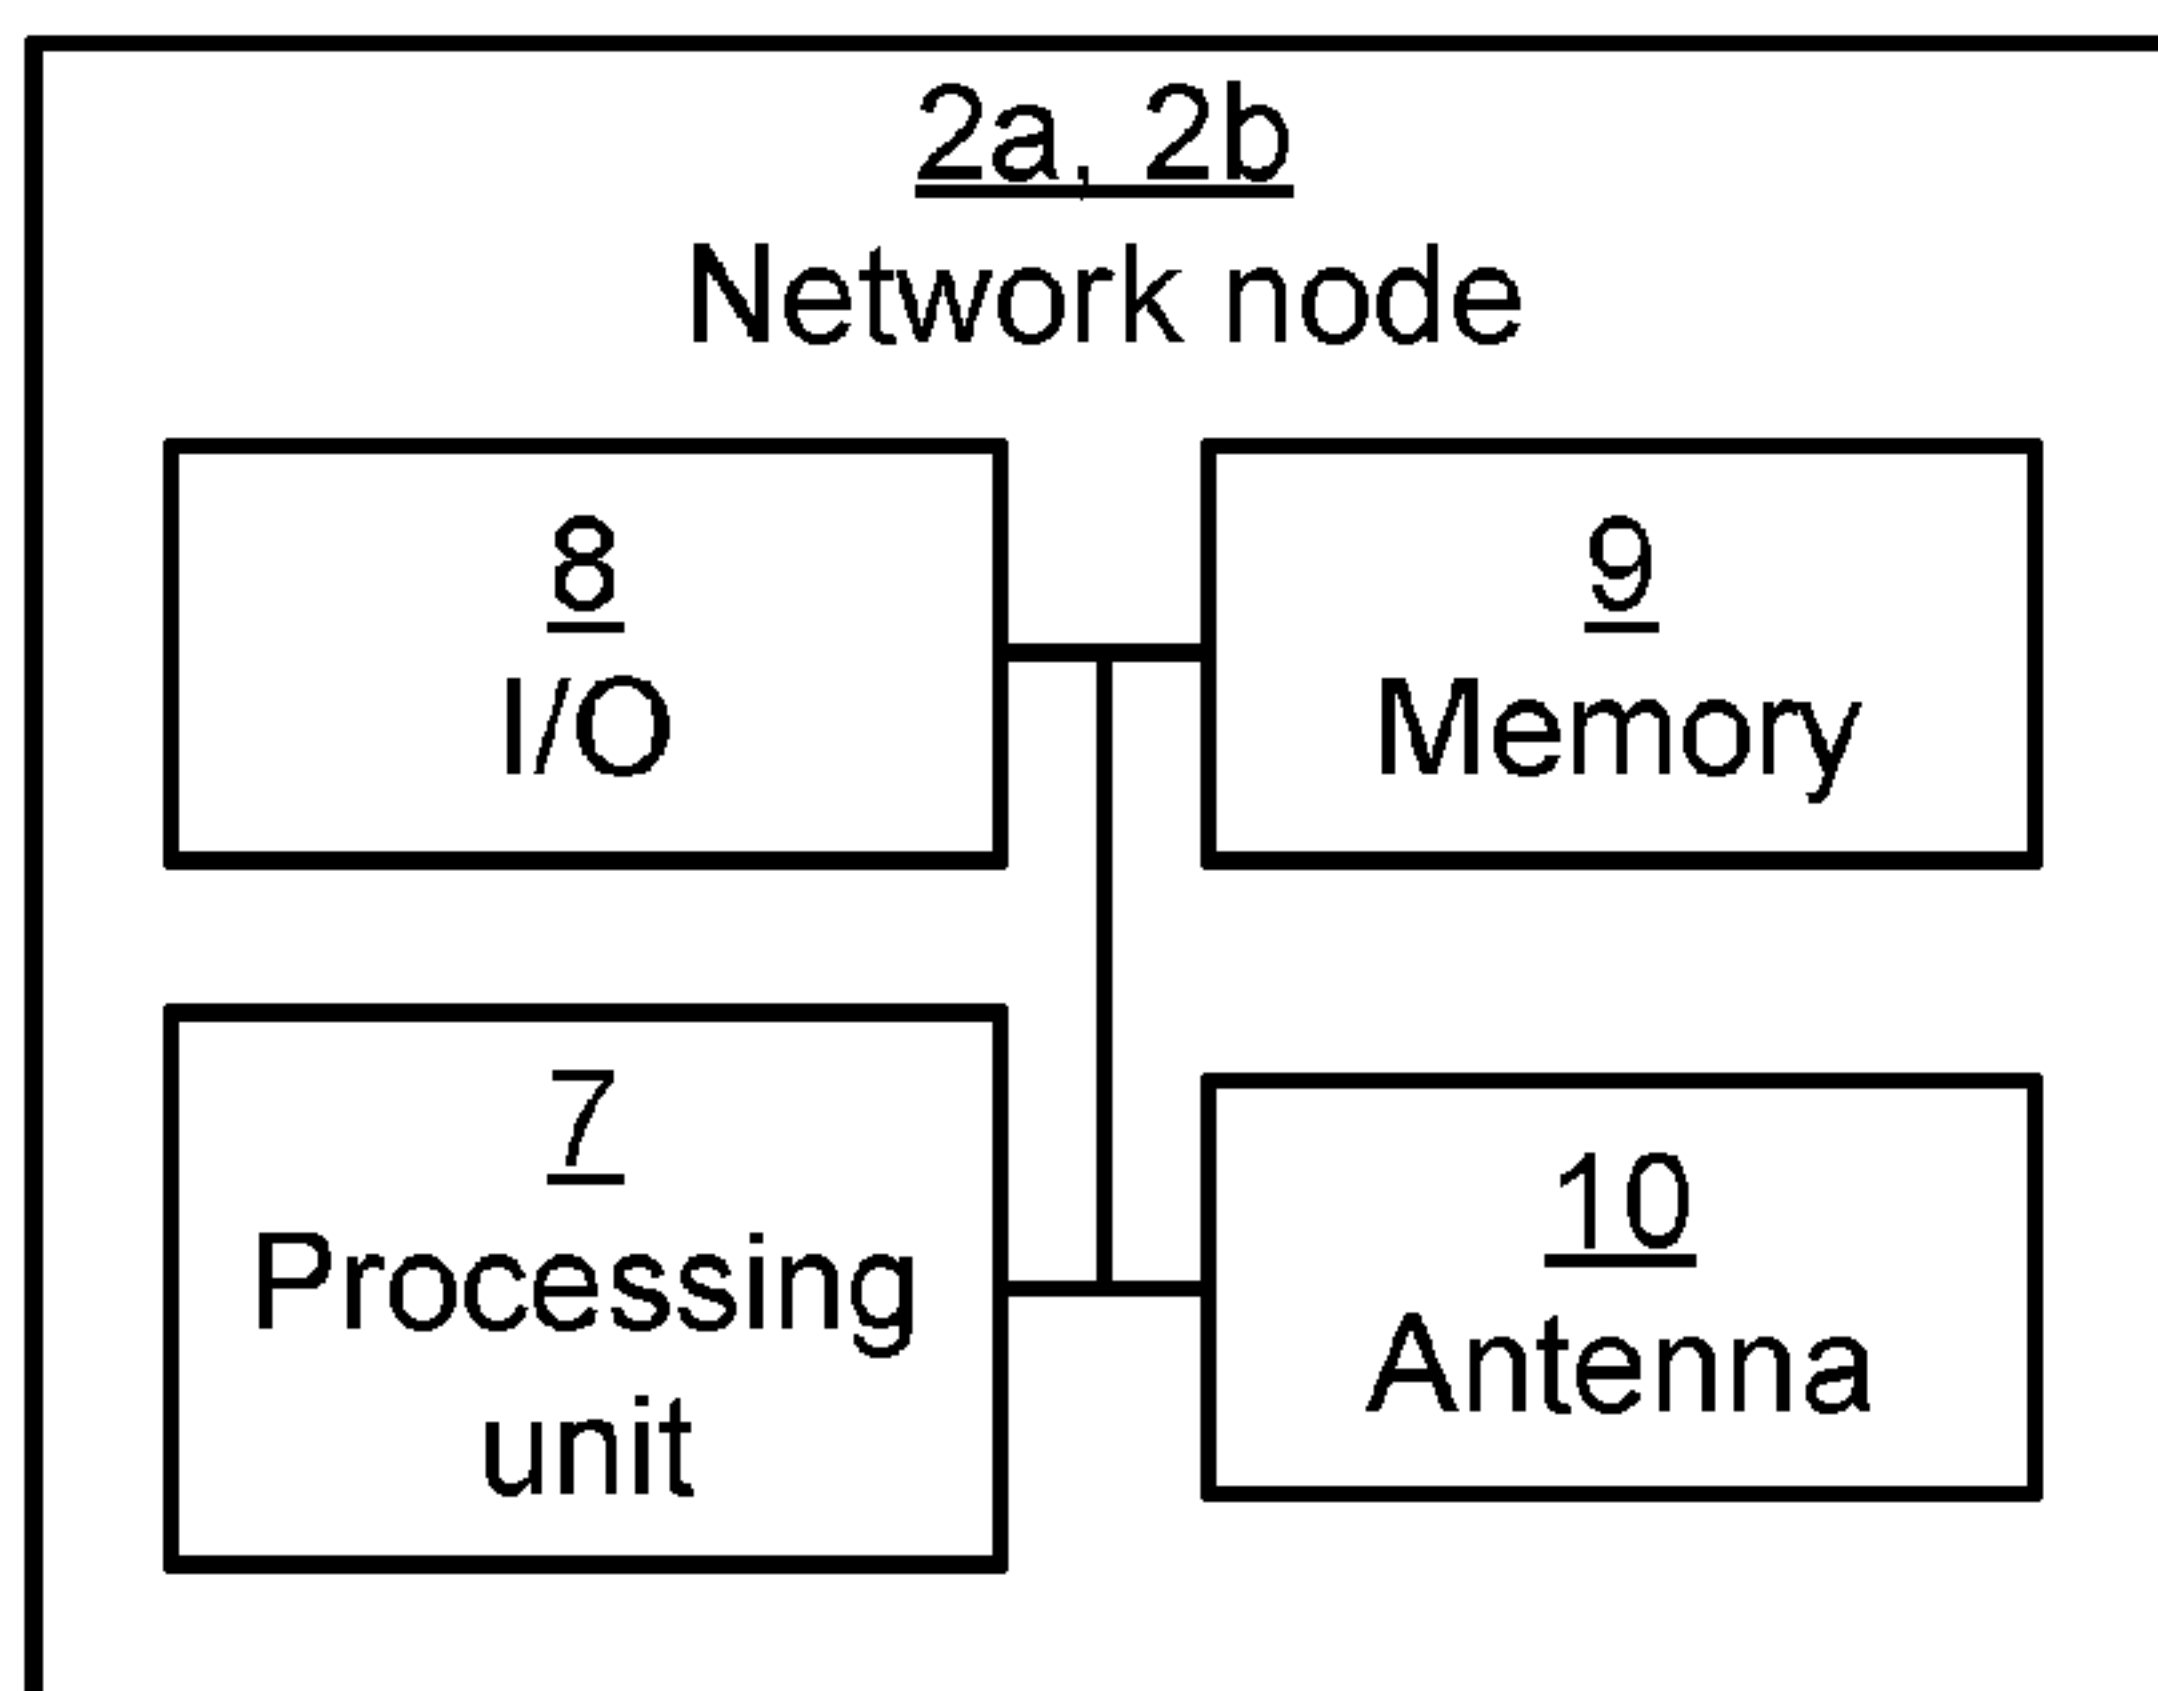 2a, 2b
Network node
8
I/O
9
Memory
7
Processing
unit
10
Antenna